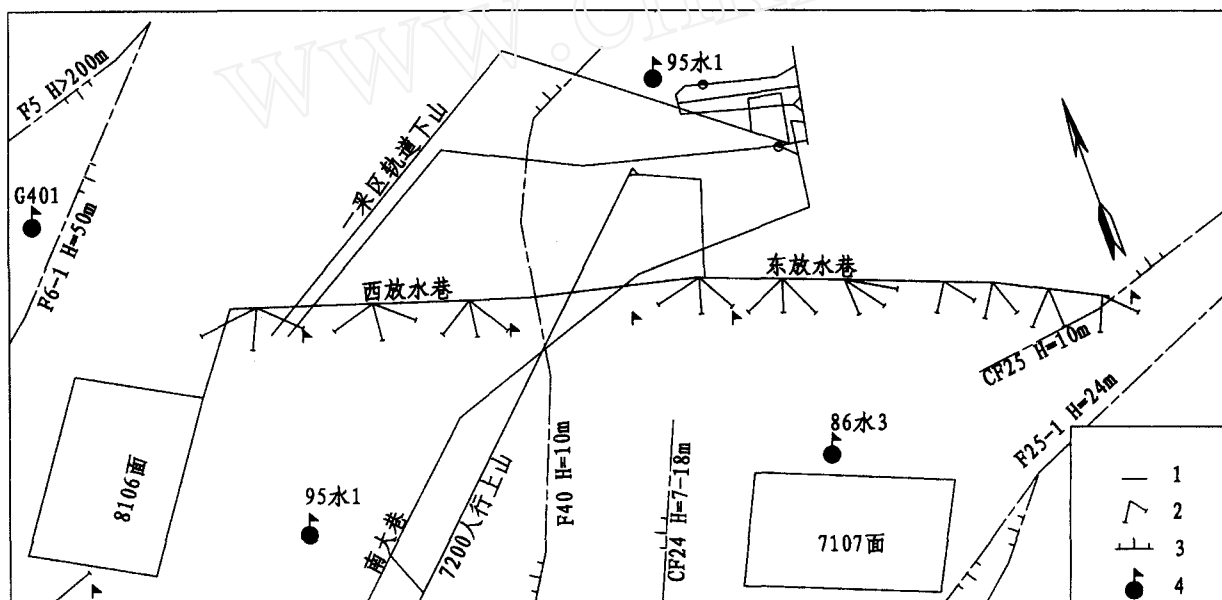 www.cnki
95水1
F5 H>200m
一采区轨道下山
G401
F6-1 H=50m
西放水巷
东放水巷
CF25 H=10m
F25-1 H=24m
86水3
8106面
95水1
南大巷
7200人行上山
F40 H=10m
CF24 H=7-18m
7107面
1
2
3
4